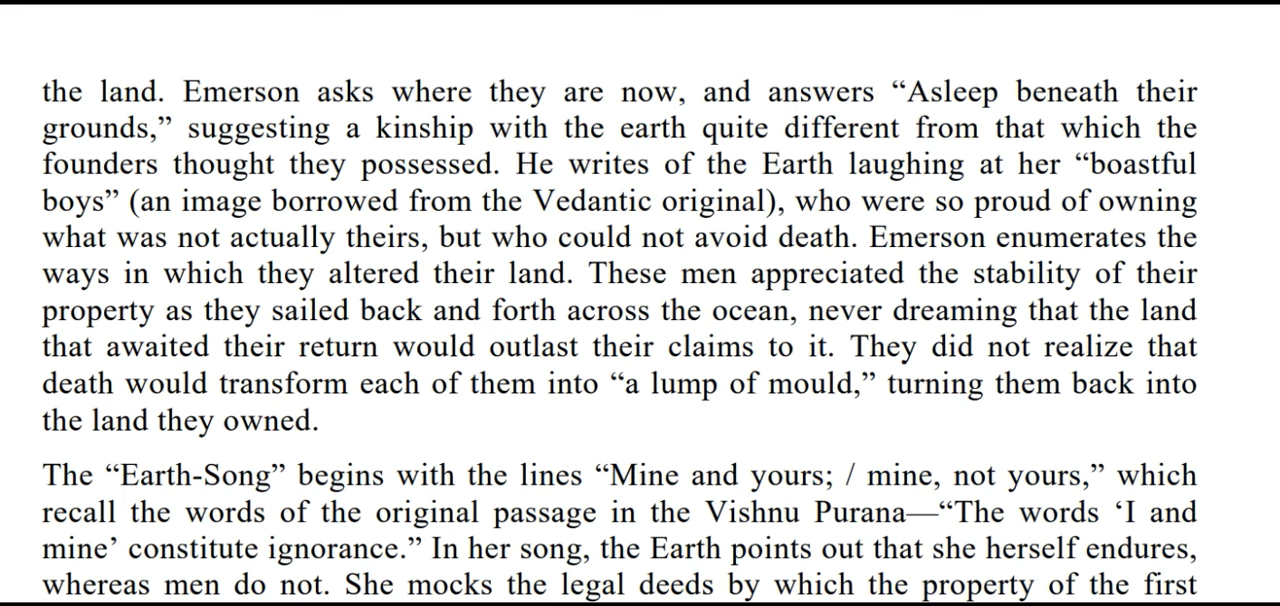 the land. Emerson asks where they are now, and answers “Asleep beneath their
grounds,” suggesting a kinship with the earth quite different from that which the
founders thought they possessed. He writes of the Earth laughing at her “boastful
boys” (an image borrowed from the Vedantic original), who were so proud of owning
what was not actually theirs, but who could not avoid death. Emerson enumerates the
ways in which they altered their land. These men appreciated the stability of their
property as they sailed back and forth across the ocean, never dreaming that the land
that awaited their return would outlast their claims to it. They did not realize that
death would transform each of them into “a lump of mould,” turning them back into
the land they owned.
The “Earth-Song” begins with the lines “Mine and yours; / mine, not yours,” which
recall the words of the original passage in the Vishnu Purana—“The words ‘I and
mine’ constitute ignorance.” In her song, the Earth points out that she herself endures,
whereas men do not. She mocks the legal deeds by which the property of the first